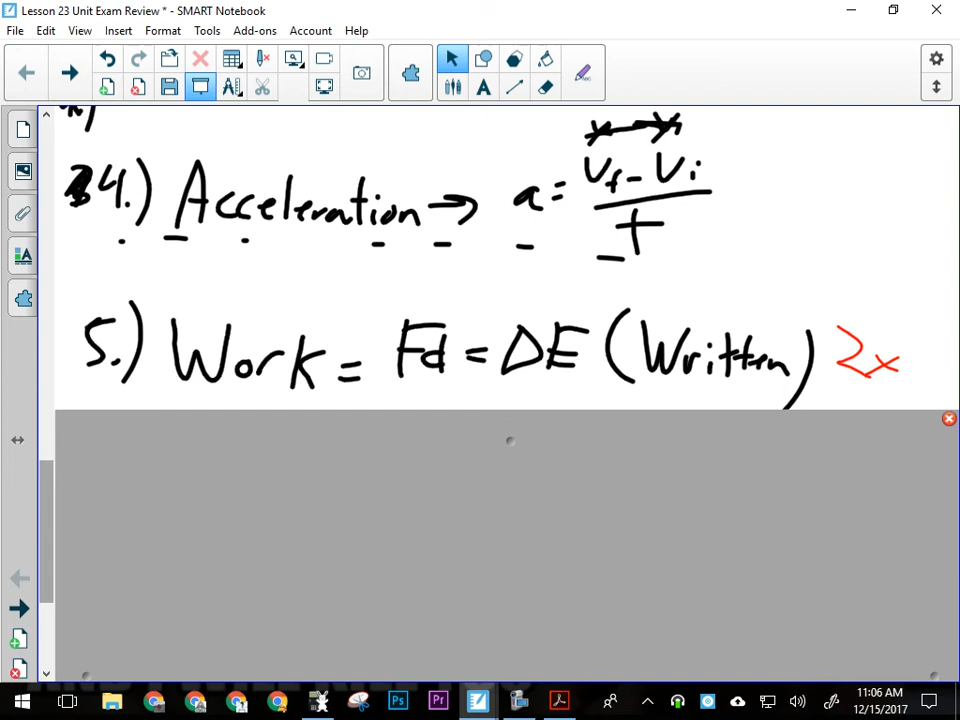 Lesson 23 Unit Exam Review * - SMART Notebook
File Edit View Insert Format Tools Add-ons Account Help
4.) Acceleration → a = Vf - Vi
t
5.) Work = Fd = ΔE (Written) 2x
11:06 AM
12/15/2017